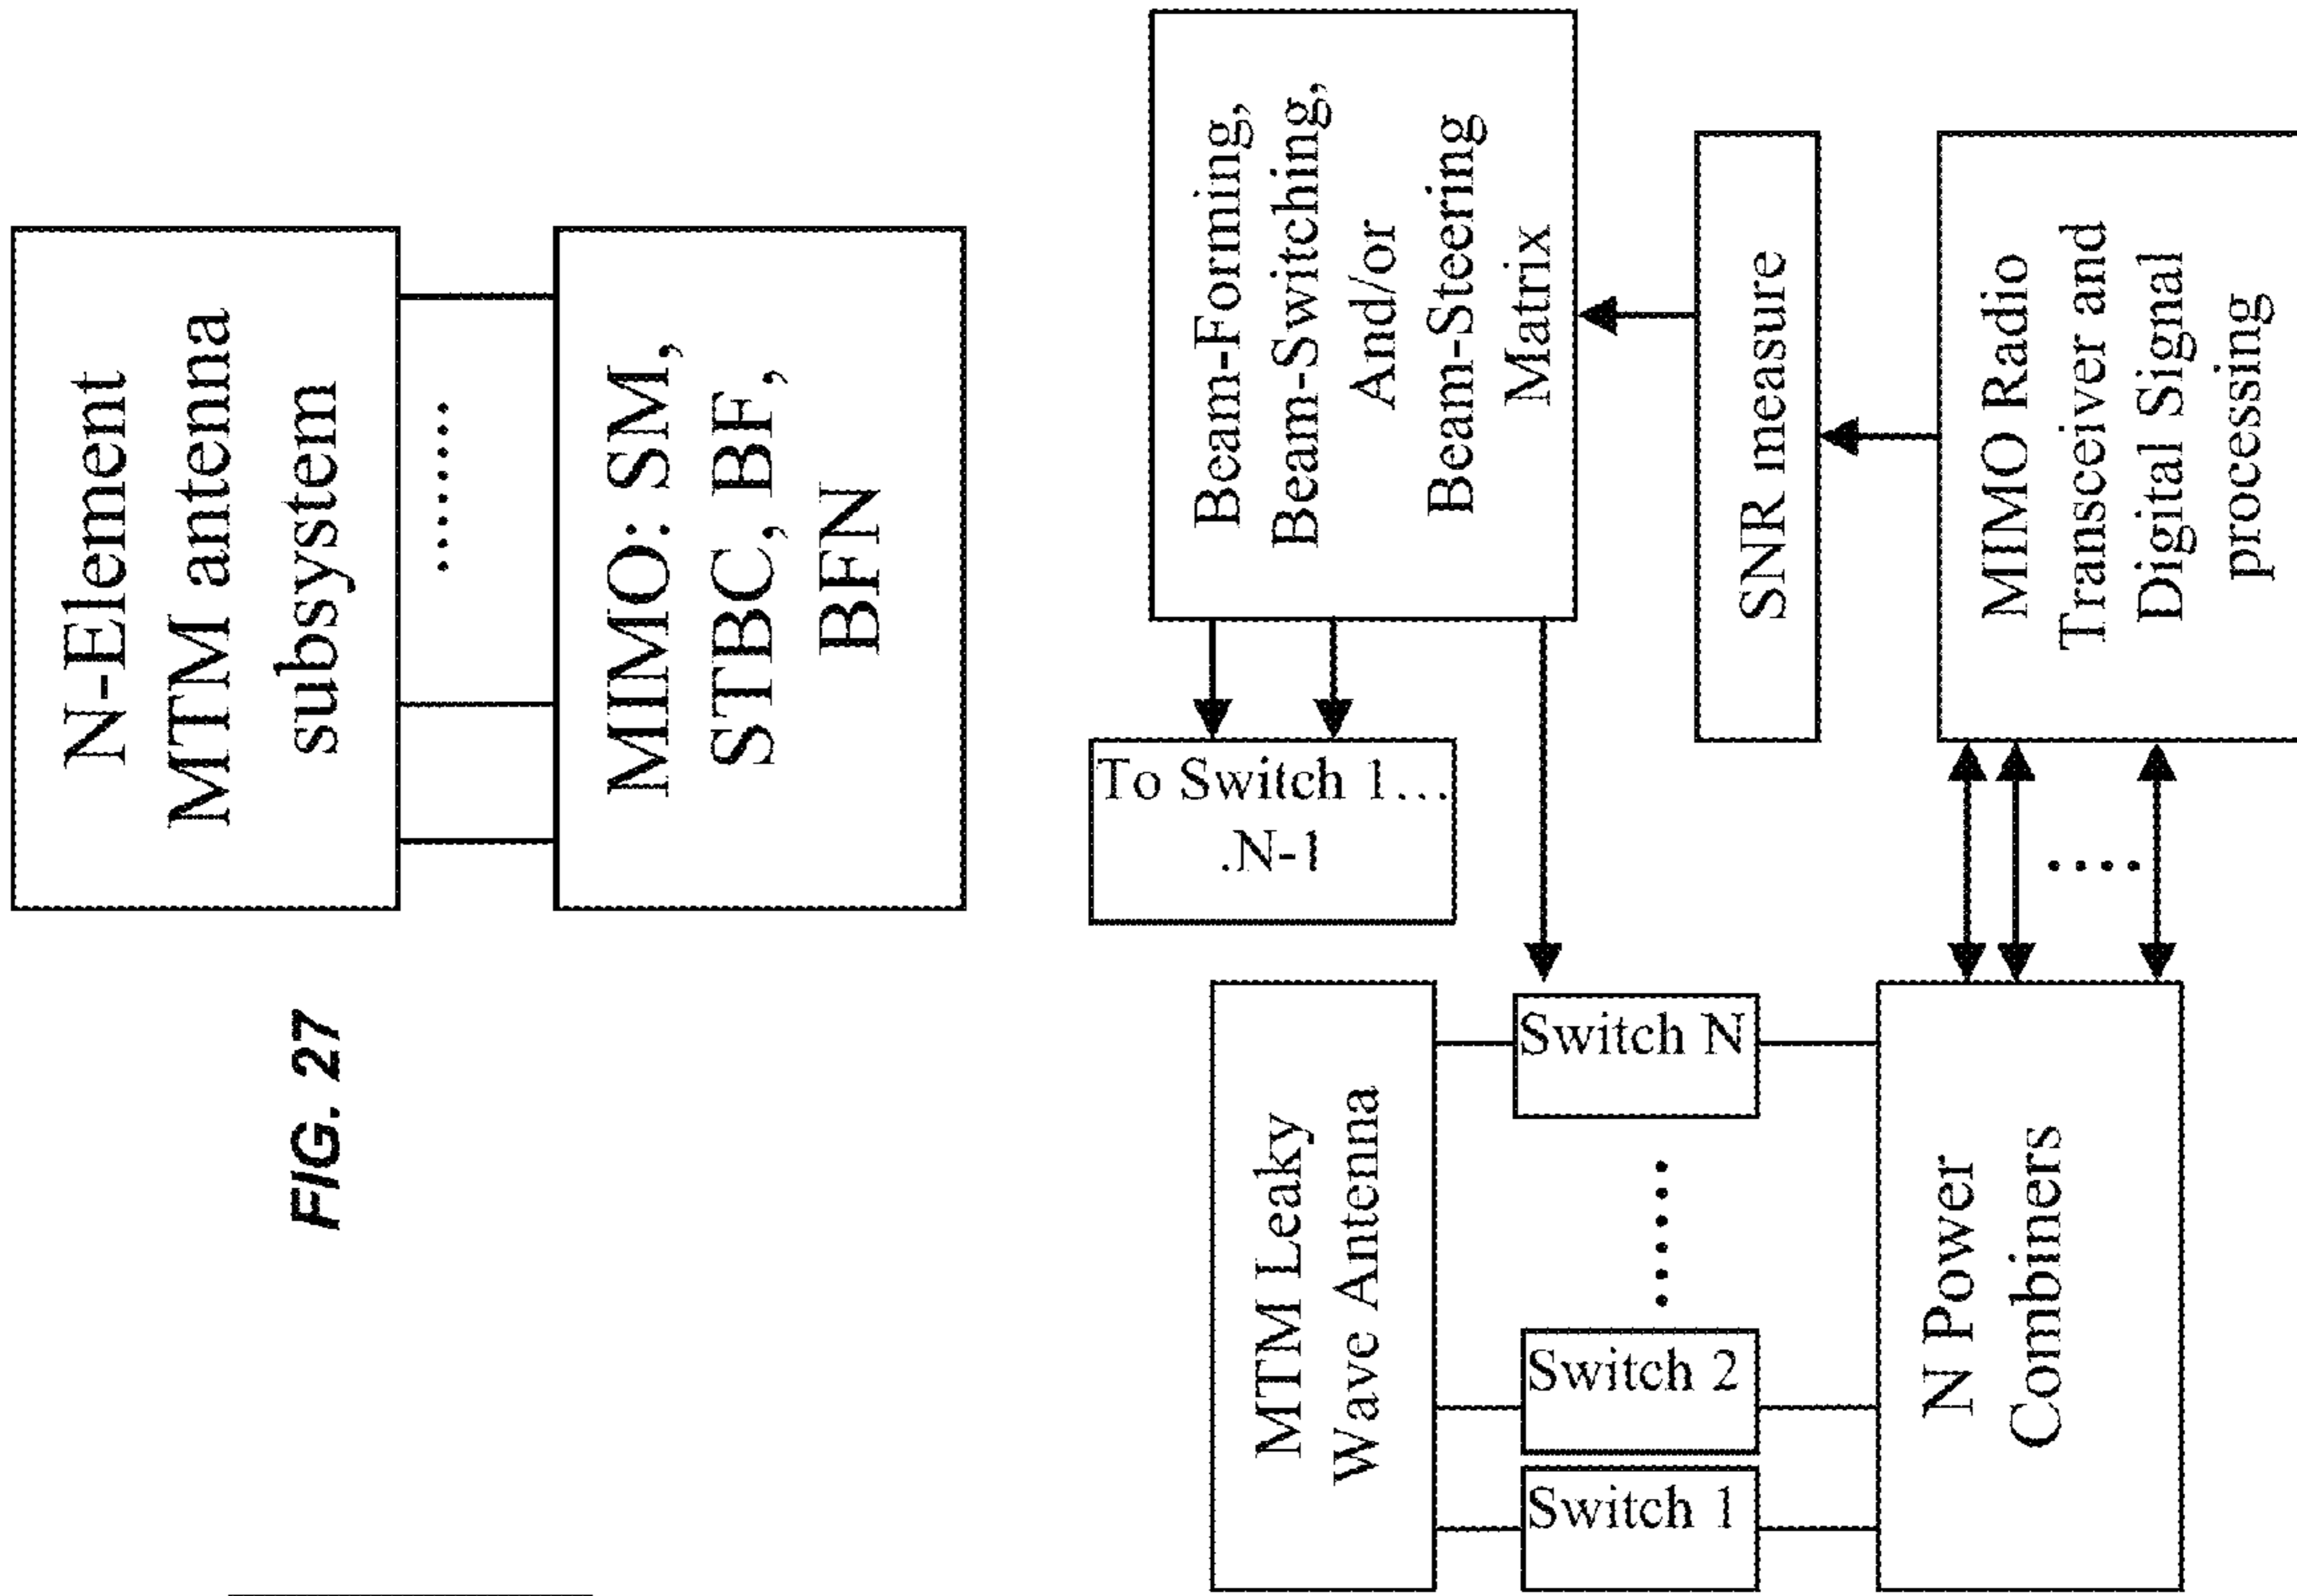 FIG. 27
N-Element
MTM antenna
subsystem
........
MIMO: SM,
STBC, BF,
BFN
Beam-Forming,
Beam-Switching,
And/or
Beam-Steering
Matrix
To Switch 1...
.N-1
SNR measure
MIMO Radio
Transceiver and
Digital Signal
processing
....
MTM Leaky
Wave Antenna
Switch 1
Switch 2
......
Switch N
N Power
Combiners